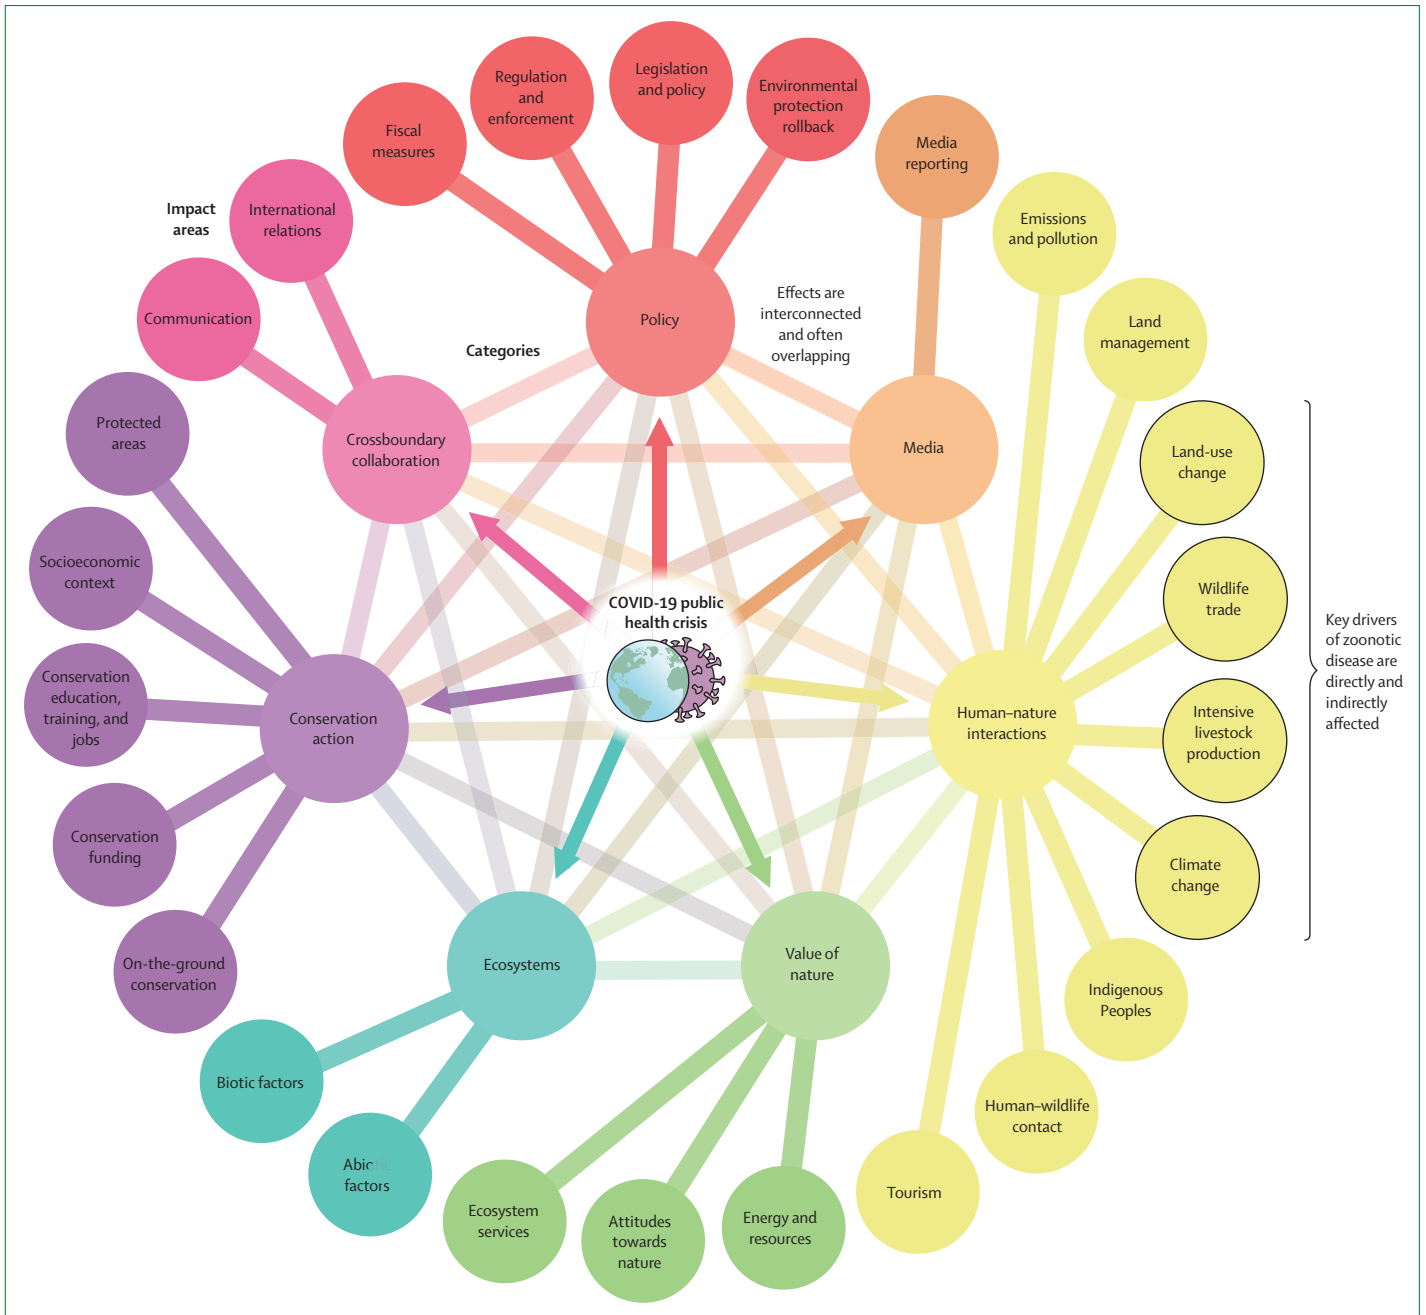 Regulation
and
enforcement
Legislation
and policy
Environmental
protection
rollback
Fiscal
measures
Media
reporting
Impact
areas
International
relations
Emissions
and pollution
Communication
Categories
Policy
Effects are
interconnected
and often
overlapping
Land
management
Protected
areas
Crossboundary
collaboration
Media
Land-use
change
Socioeconomic
context
COVID-19 public
health crisis
Wildlife
trade
Key drivers
of zoonotic
disease are
directly and
indirectly
affected
Conservation
education,
training, and
jobs
Conservation
action
Human–nature
interactions
Intensive
livestock
production
Conservation
funding
Climate
change
On-the-ground
conservation
Ecosystems
Value of
nature
Indigenous
Peoples
Biotic factors
Human–wildlife
contact
Abiotic
factors
Ecosystem
services
Attitudes
towards
nature
Energy and
resources
Tourism